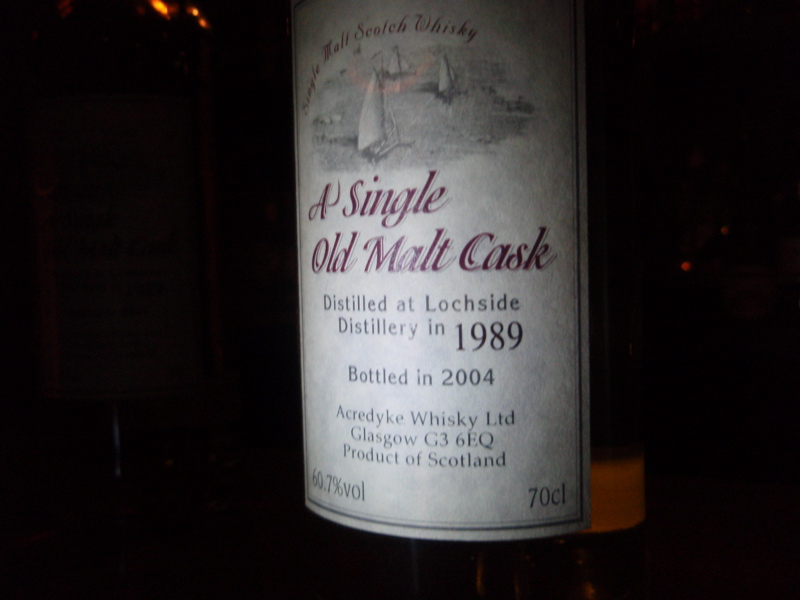 Single Malt Scotch Whisky
A Single
Old Malt Cask
Distilled at Lochside
Distillery in 1989
Bottled in 2004
Acredyke Whisky Ltd
Glasgow G3 6EQ
Product of Scotland
60.7%vol 70cl